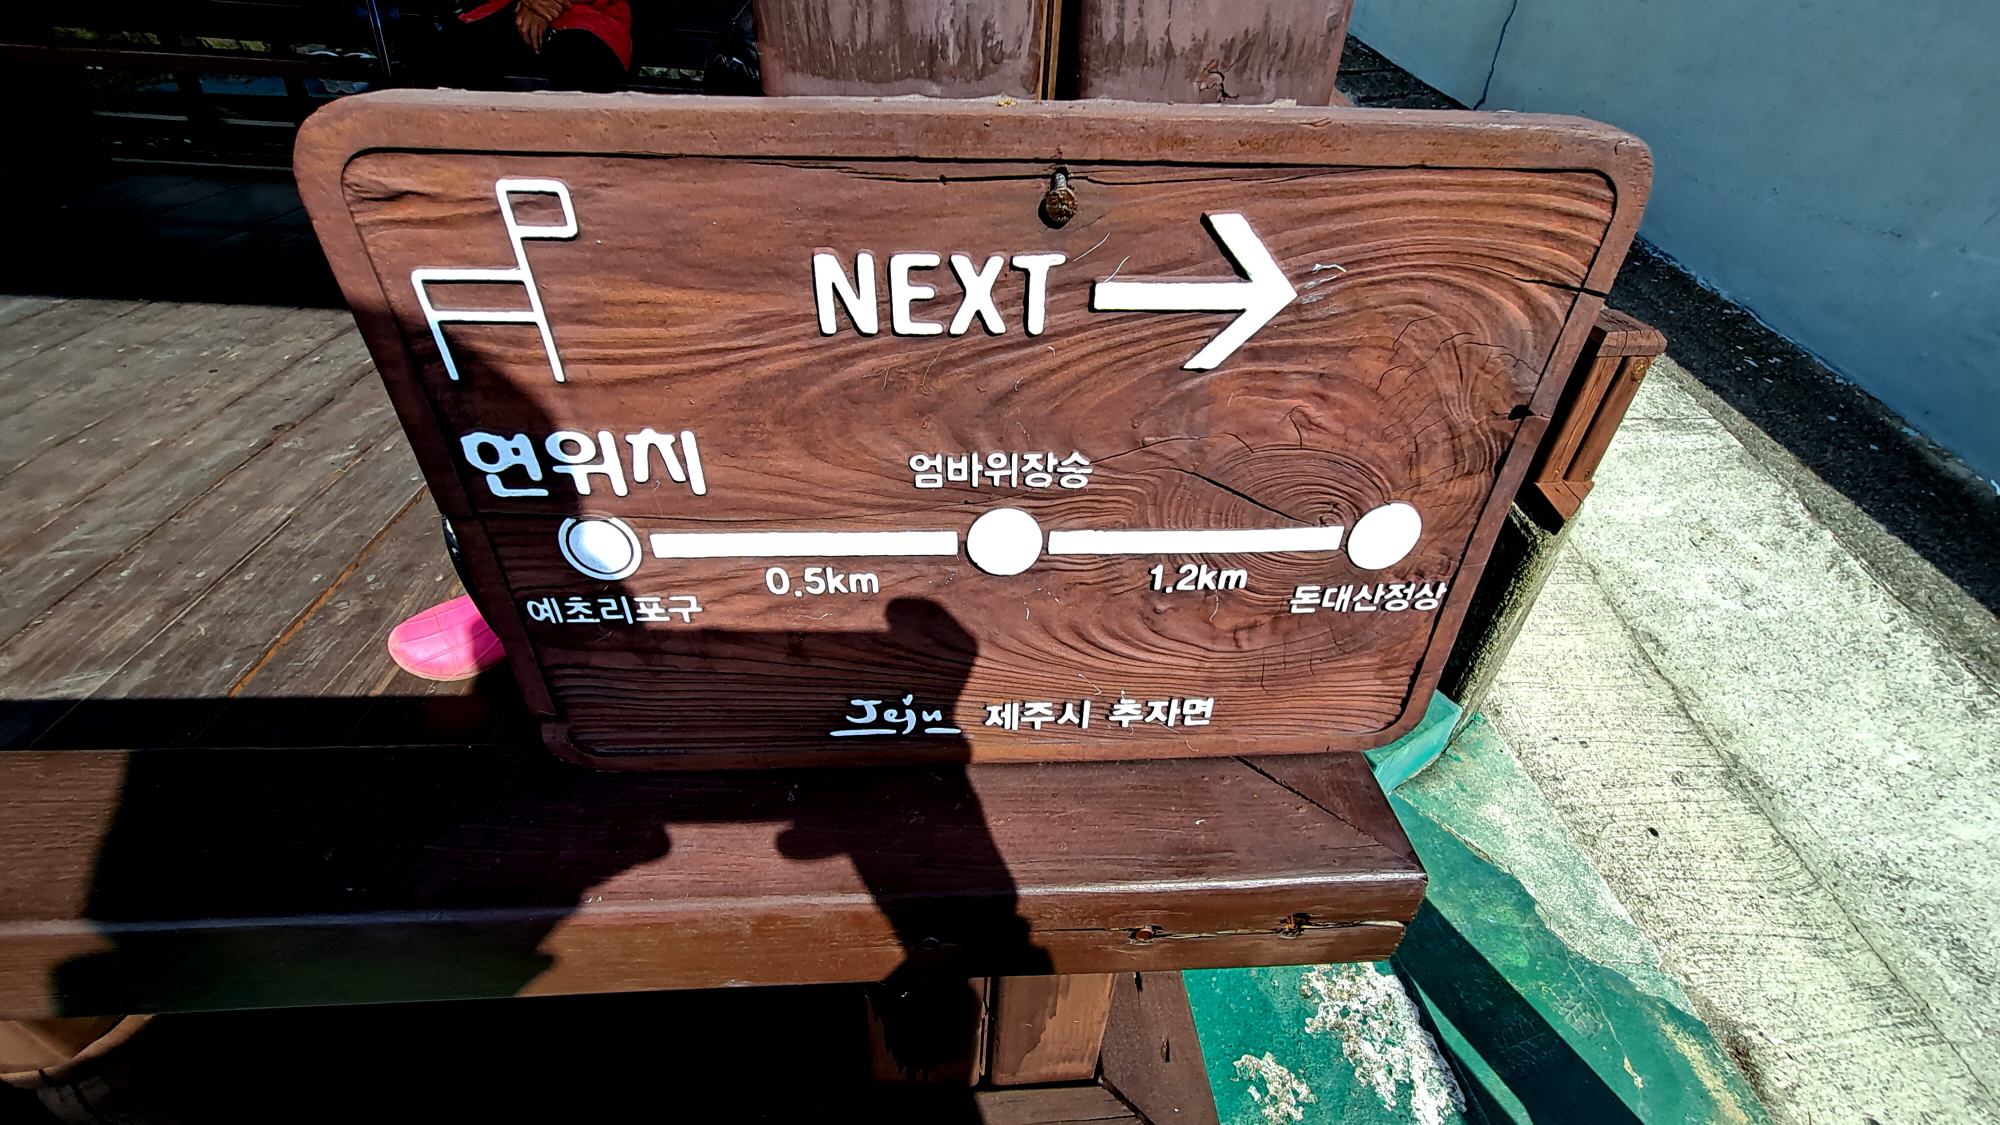 NEXT
현위치
엄바위장승
0.5km
1.2km
예초리포구
돈대산정상
Jeju 제주시 추자면